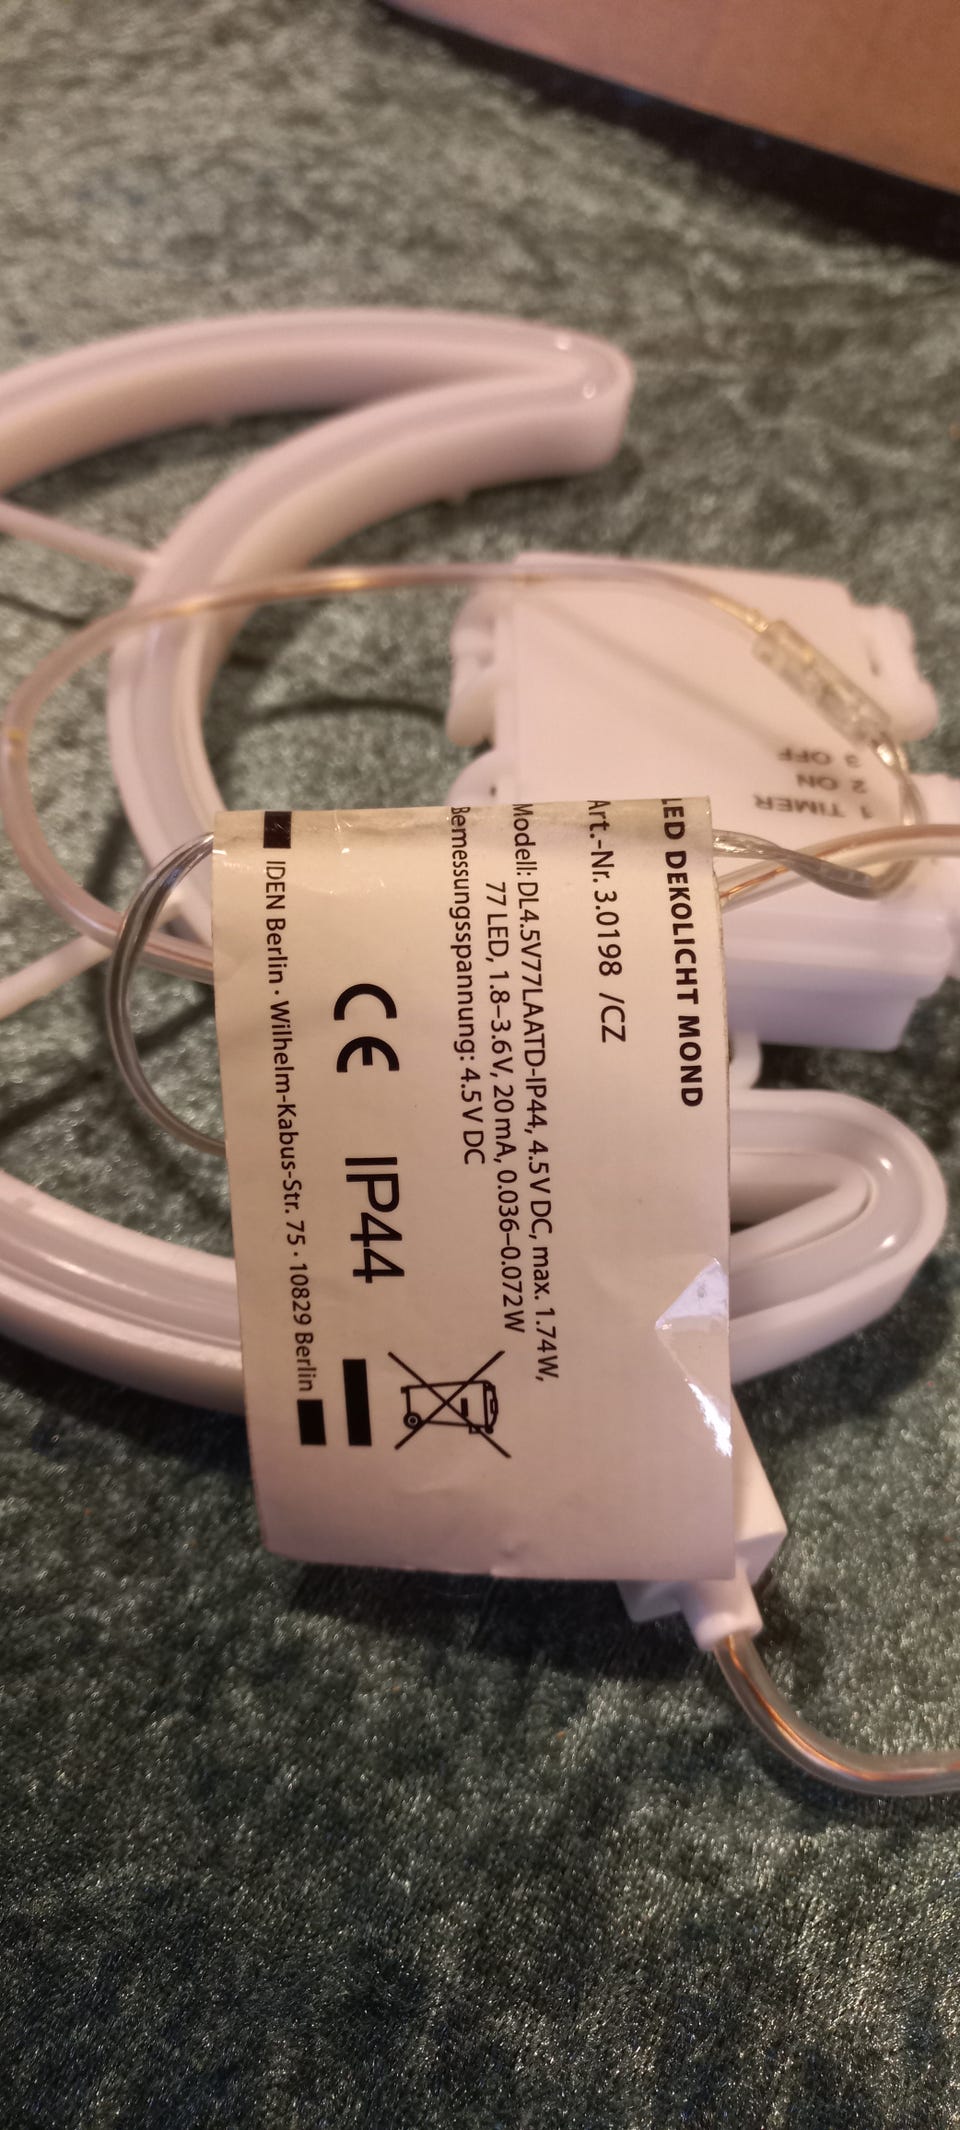 LED DEKOLICHT MOND
Art.-Nr. 3.0198 /CZ
Modell: DL4.5V77LAATD-IP44, 4.5V DC, max. 1.74W,
77 LED, 1.8–3.6V, 20mA, 0.036–0.072W
Bemessungsspannung: 4.5V DC
CE IP44
IDEN Berlin · Wilhelm-Kabus-Str. 75 · 10829 Berlin
1 TIMER
2 ON
3 OFF